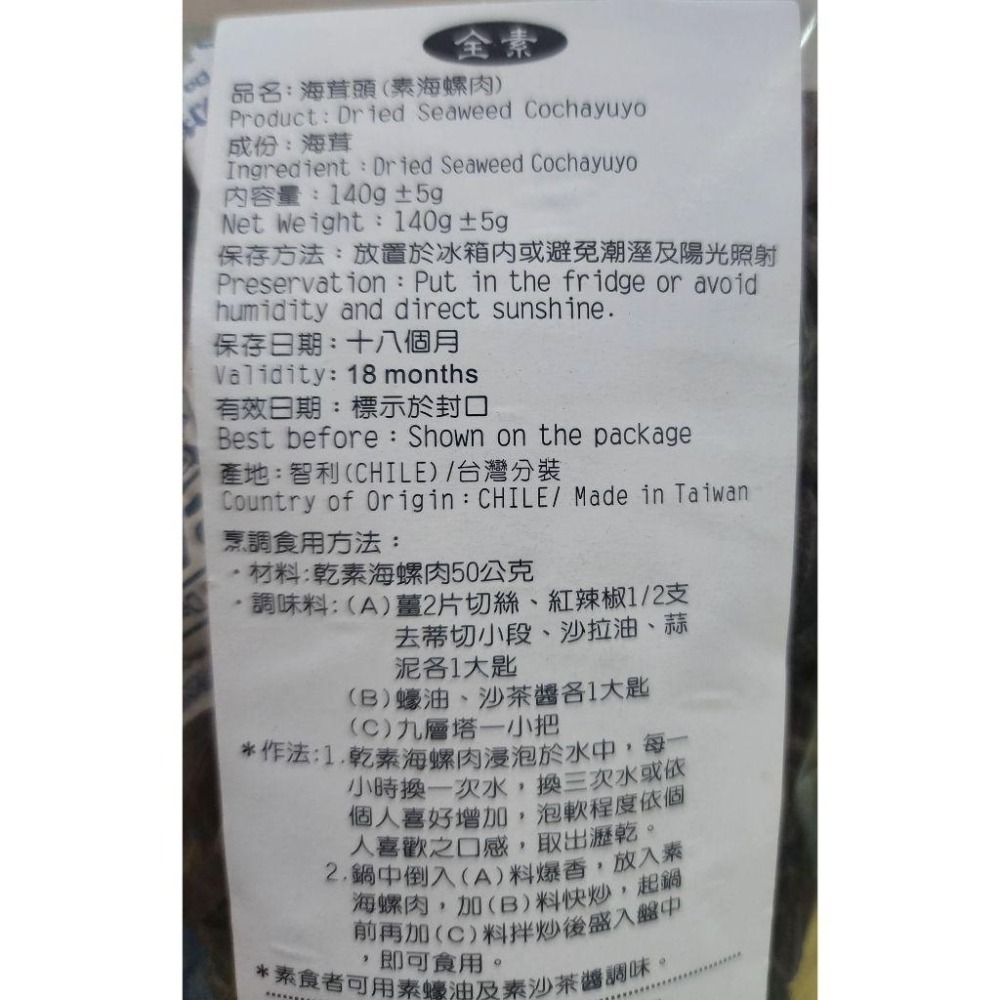 全素
品名：海茸頭(素海螺肉)
Product: Dried Seaweed Cochayuyo
成份：海茸
Ingredient：Dried Seaweed Cochayuyo
內容量：140g±5g
Net Weight：140g±5g
保存方法：放置於冰箱內或避免潮溼及陽光照射
Preservation：Put in the fridge or avoid
humidity and direct sunshine.
保存日期：十八個月
Validity: 18 months
有效日期：標示於封口
Best before：Shown on the package
產地：智利(CHILE)/台灣分裝
Country of Origin：CHILE/ Made in Taiwan
烹調食用方法：
·材料:乾素海螺肉50公克
·調味料:(A)薑2片切絲、紅辣椒1/2支
去蒂切小段、沙拉油、蒜
泥各1大匙
(B)蠔油、沙茶醬各1大匙
(C)九層塔一小把
*作法:1.乾素海螺肉浸泡於水中，每一
小時換一次水，換三次水或依
個人喜好增加，泡軟程度依個
人喜歡之口感，取出瀝乾。
2.鍋中倒入(A)料爆香，放入素
海螺肉，加(B)料快炒，起鍋
前再加(C)料拌炒後盛入盤中
，即可食用。
*素食者可用素蠔油及素沙茶醬調味。